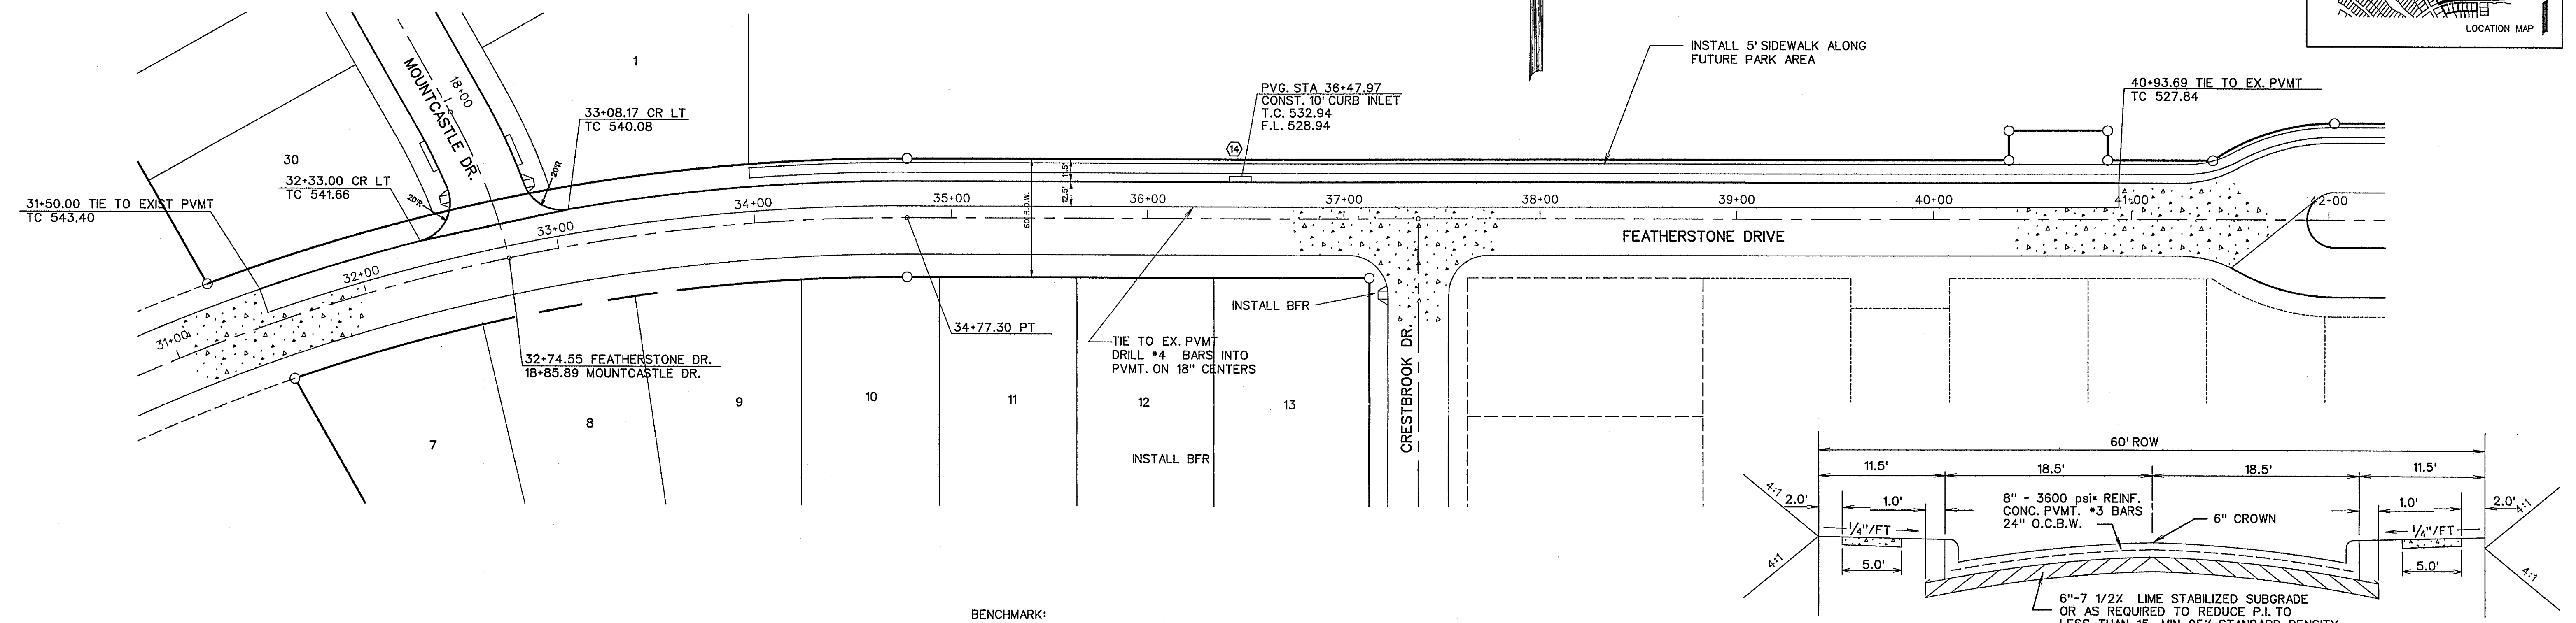 LOCATION MAP
INSTALL 5' SIDEWALK ALONG
FUTURE PARK AREA
1
MOUNTCASTLE DR.
18+00
PVG. STA 36+47.97
CONST. 10' CURB INLET
T.C. 532.94
F.L. 528.94
40+93.69 TIE TO EX. PVMT
TC 527.84
33+08.17 CR LT
TC 540.08
14
30
32+33.00 CR LT
TC 541.66
20'R
20'R
31+50.00 TIE TO EXIST PVMT
TC 543.40
11.5'
12.5'
60' R.O.W.
31+00
32+00
33+00
34+00
35+00
36+00
37+00
38+00
39+00
40+00
41+00
42+00
FEATHERSTONE DRIVE
INSTALL BFR
34+77.30 PT
TIE TO EX. PVMT
DRILL #4 BARS INTO
PVMT. ON 18" CENTERS
32+74.55 FEATHERSTONE DR.
18+85.89 MOUNTCASTLE DR.
CRESTBROOK DR.
7
8
9
10
11
12
13
INSTALL BFR
60' ROW
11.5'
18.5'
18.5'
11.5'
4:1
2.0'
1.0'
8" - 3600 psi REINF.
CONC. PVMT. #3 BARS
24" O.C.B.W.
6" CROWN
1.0'
2.0'
4:1
1/4"/FT
1/4"/FT
4:1
5.0'
5.0'
4:1
6"-7 1/2% LIME STABILIZED SUBGRADE
OR AS REQUIRED TO REDUCE P.I. TO
LESS THAN 15, MIN 95% STANDARD DENSITY
BENCHMARK: